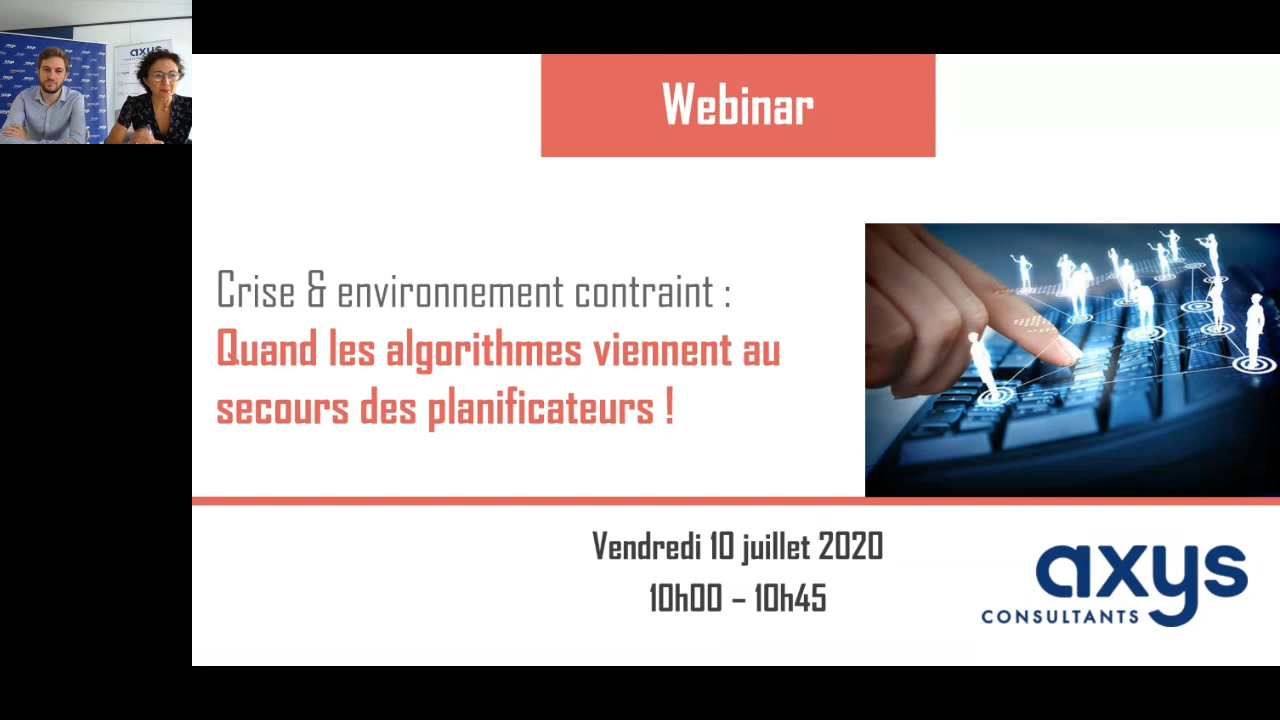 axys
Webinar
Crise & environnement contraint :
Quand les algorithmes viennent au
secours des planificateurs !
Vendredi 10 juillet 2020
10h00 – 10h45
axys
CONSULTANTS